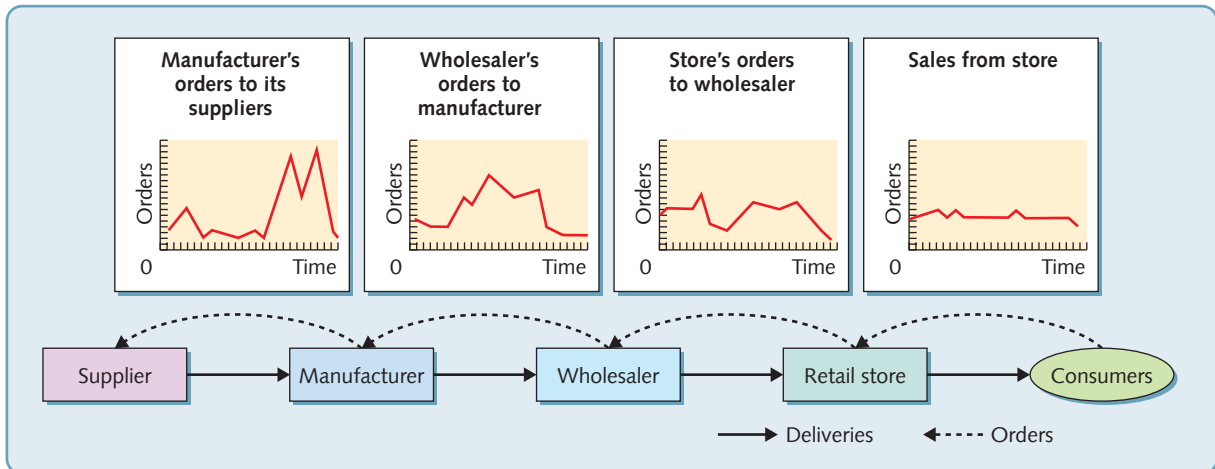 Manufacturer's
orders to its
suppliers
Orders
0
Time
Wholesaler's
orders to
manufacturer
Orders
0
Time
Store's orders
to wholesaler
Orders
0
Time
Sales from store
Orders
0
Time
Supplier
Manufacturer
Wholesaler
Retail store
Consumers
Deliveries
Orders